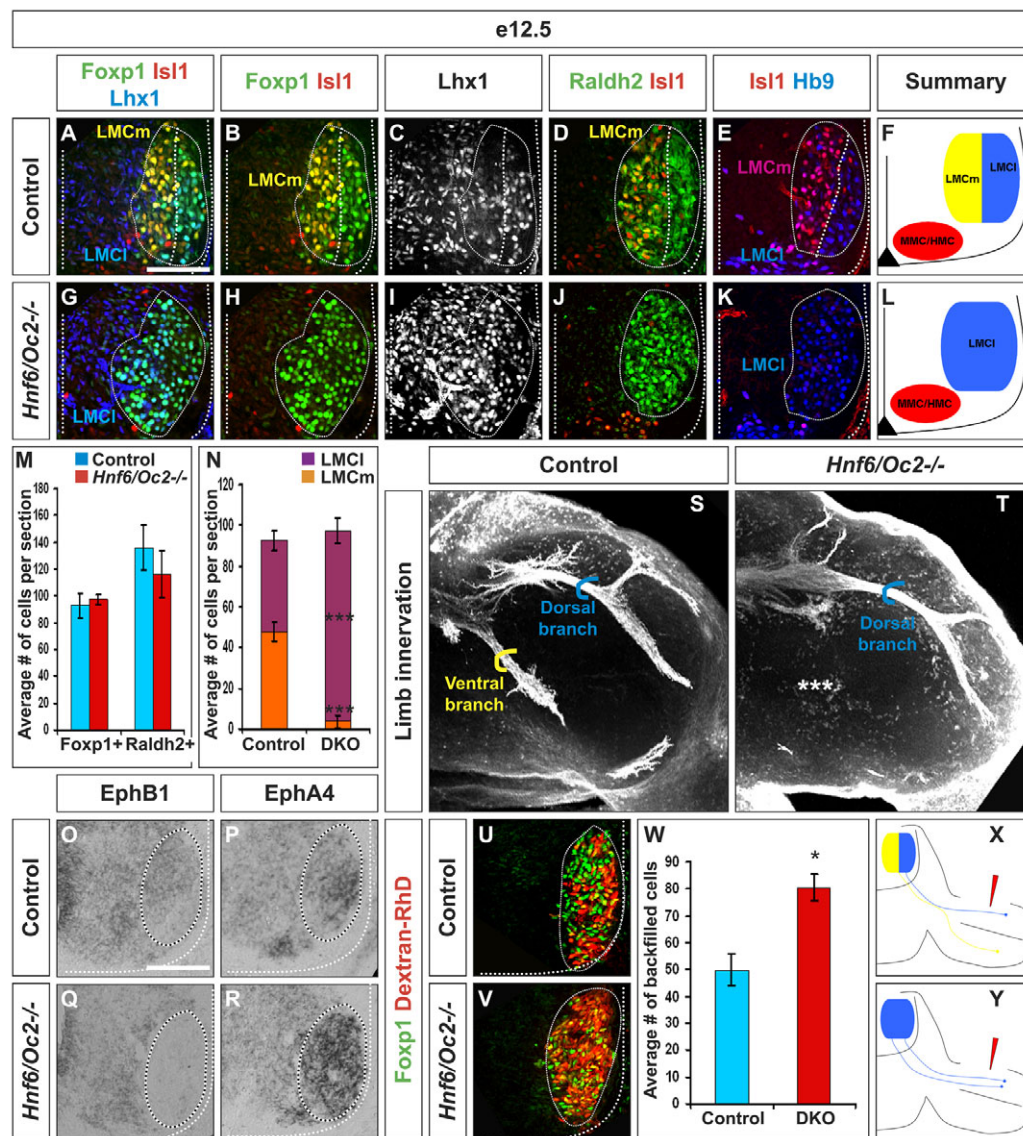 e12.5
Foxp1 Isl1
Lhx1
Foxp1 Isl1
Lhx1
Raldh2 Isl1
Isl1 Hb9
Summary
Control
A
LMCm
LMCl
B
LMCm
C
D
LMCm
E
LMCm
LMCl
F
LMCm
LMCl
MMC/HMC
Hnf6/Oc2-/-
G
LMCl
H
I
J
K
LMCl
L
LMCl
MMC/HMC
M
Control
Hnf6/Oc2-/-
Average # of cells per section
180
160
140
120
100
80
60
40
20
0
Foxp1+
Raldh2+
N
LMCl
LMCm
Average # of cells per section
120
100
80
60
40
20
0
***
***
Control
DKO
Control
Hnf6/Oc2-/-
Limb innervation
S
Dorsal
branch
Ventral
branch
T
Dorsal
branch
***
EphB1
EphA4
Control
O
P
Hnf6/Oc2-/-
Q
R
Foxp1 Dextran-RhD
Control
U
Hnf6/Oc2-/-
V
W
Average # of backfilled cells
90
80
70
60
50
40
30
20
10
0
*
Control
DKO
X
Y